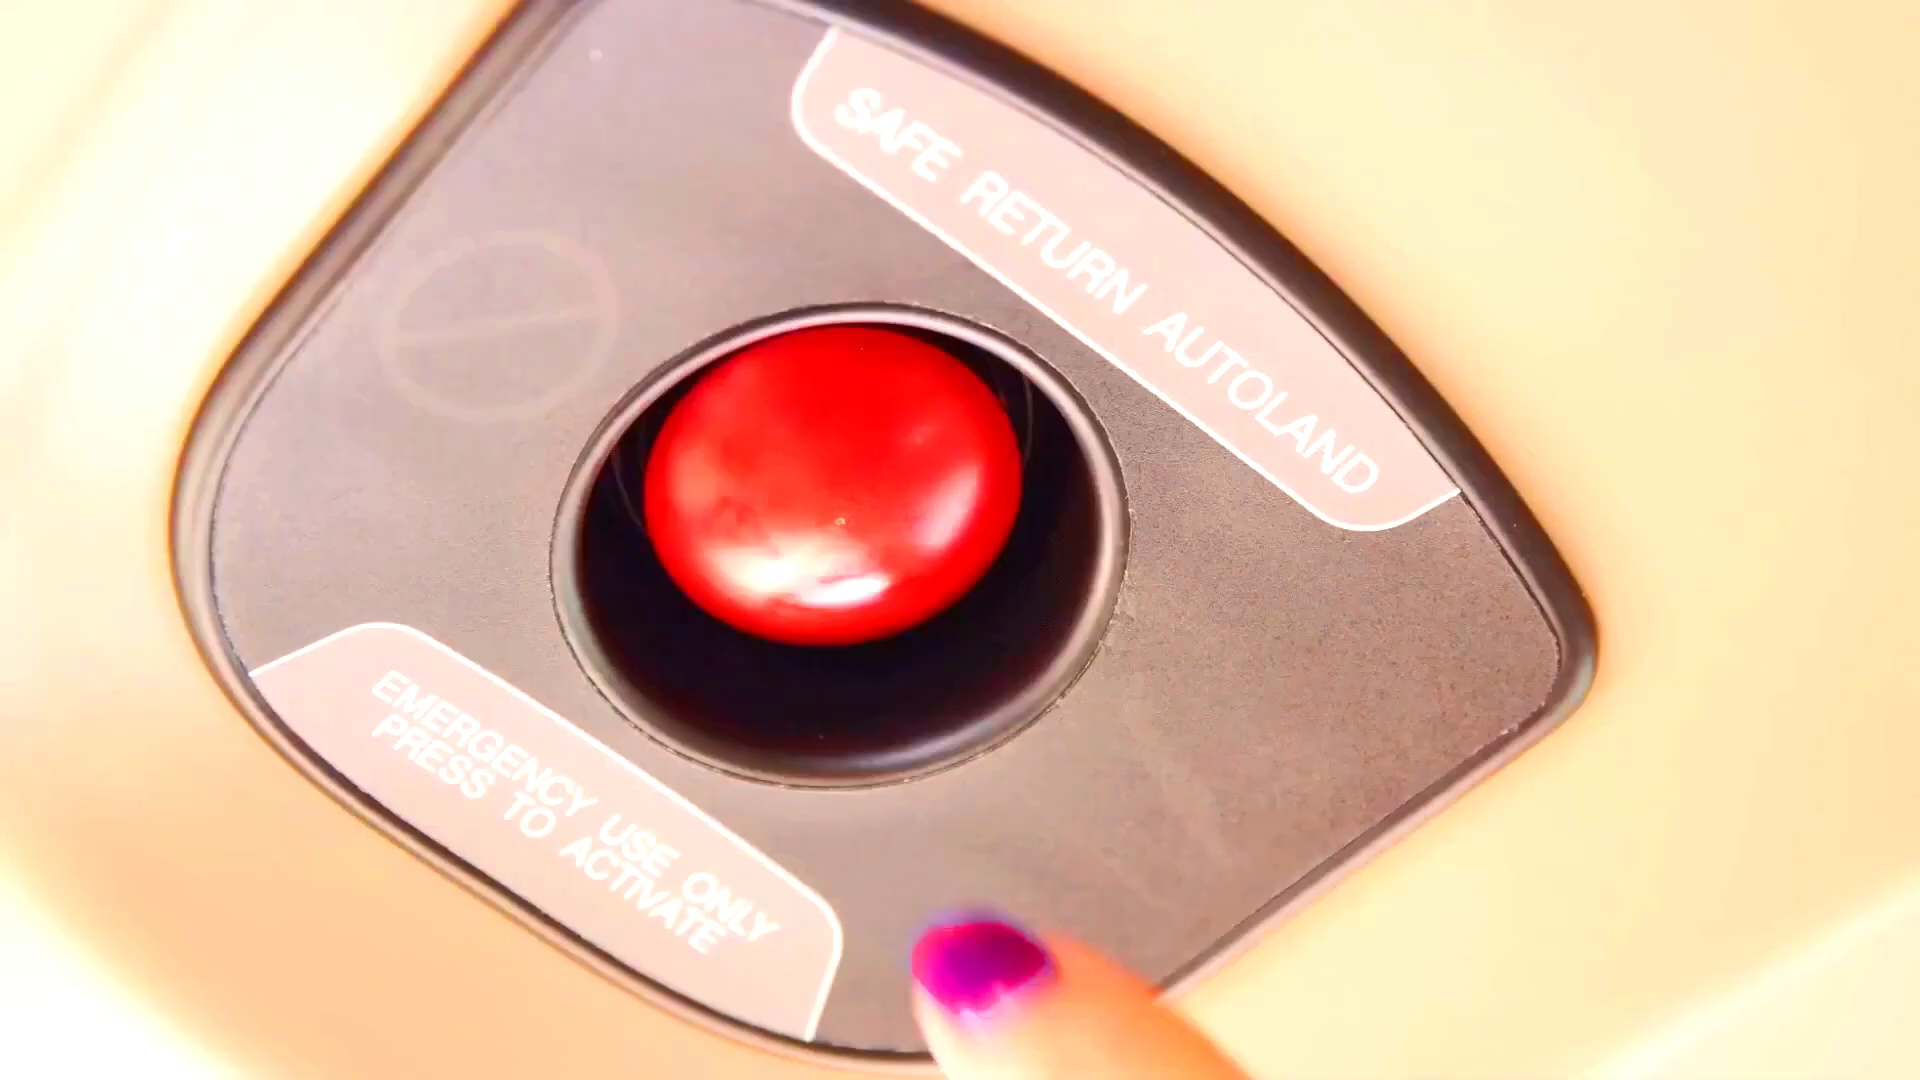 SAFE RETURN AUTOLAND
EMERGENCY USE ONLY
PRESS TO ACTIVATE